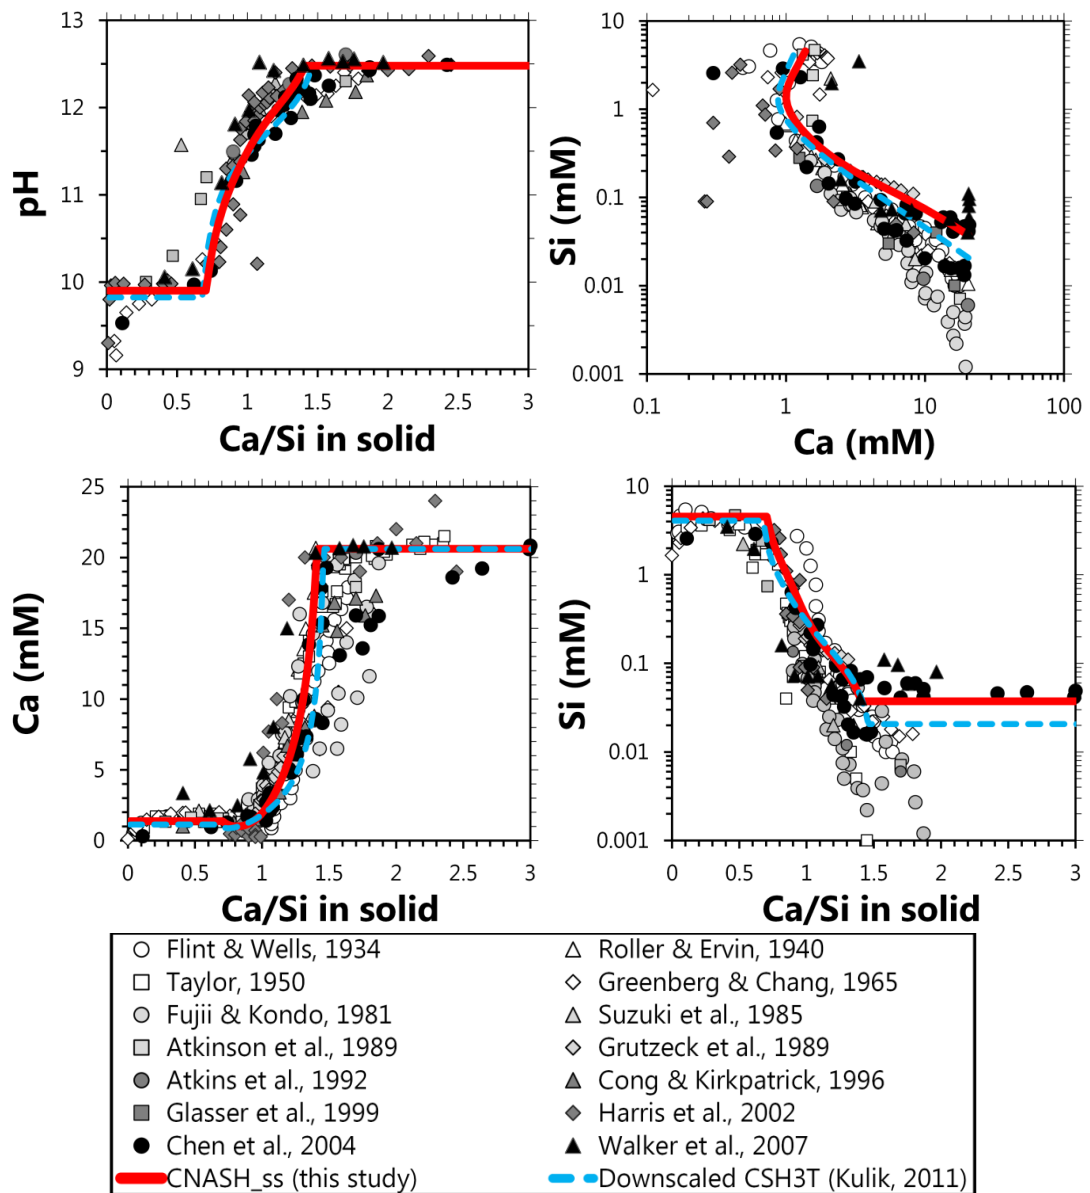 13
12
11
10
9
pH
0 0.5 1 1.5 2 2.5 3
Ca/Si in solid
10
1
0.1
0.01
0.001
Si (mM)
0.1 1 10 100
Ca (mM)
25
20
15
10
5
0
Ca (mM)
0 0.5 1 1.5 2 2.5 3
Ca/Si in solid
10
1
0.1
0.01
0.001
Si (mM)
0 0.5 1 1.5 2 2.5 3
Ca/Si in solid
Flint & Wells, 1934
Roller & Ervin, 1940
Taylor, 1950
Greenberg & Chang, 1965
Fujii & Kondo, 1981
Suzuki et al., 1985
Atkinson et al., 1989
Grutzeck et al., 1989
Atkins et al., 1992
Cong & Kirkpatrick, 1996
Glasser et al., 1999
Harris et al., 2002
Chen et al., 2004
Walker et al., 2007
CNASH_ss (this study)
Downscaled CSH3T (Kulik, 2011)